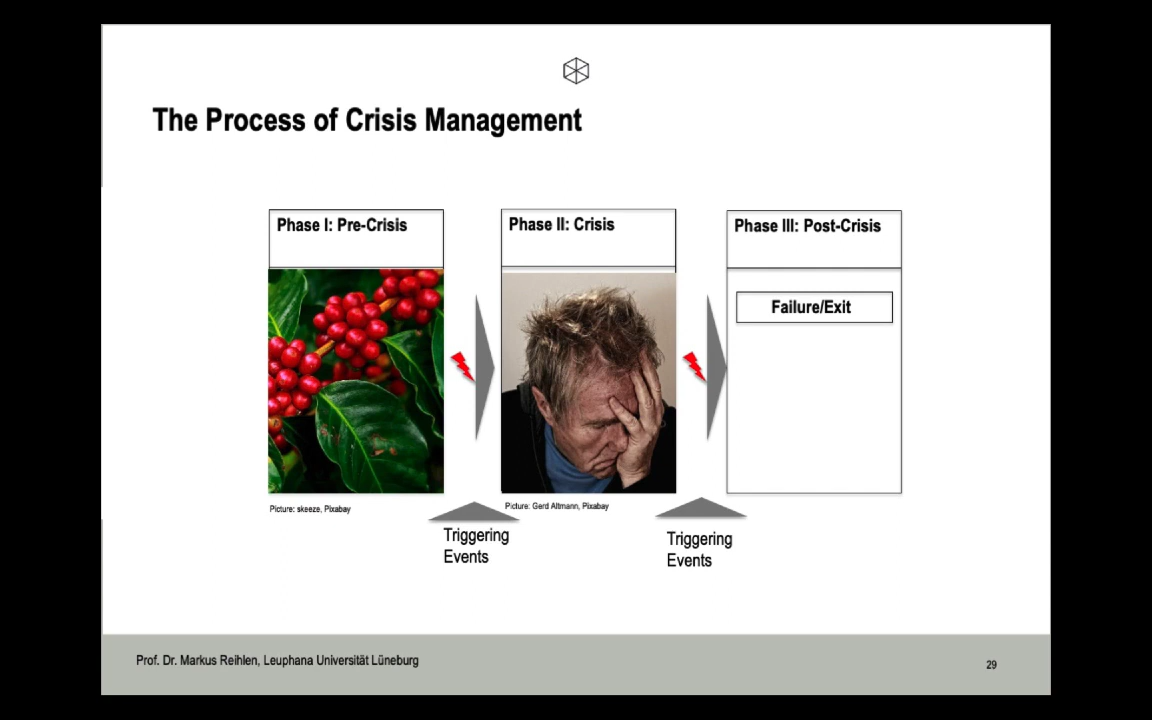 The Process of Crisis Management
Phase I: Pre-Crisis
Phase II: Crisis
Phase III: Post-Crisis
Failure/Exit
Picture: skeeze, Pixabay
Picture: Gerd Altmann, Pixabay
Triggering
Events
Triggering
Events
Prof. Dr. Markus Reihlen, Leuphana Universität Lüneburg
29